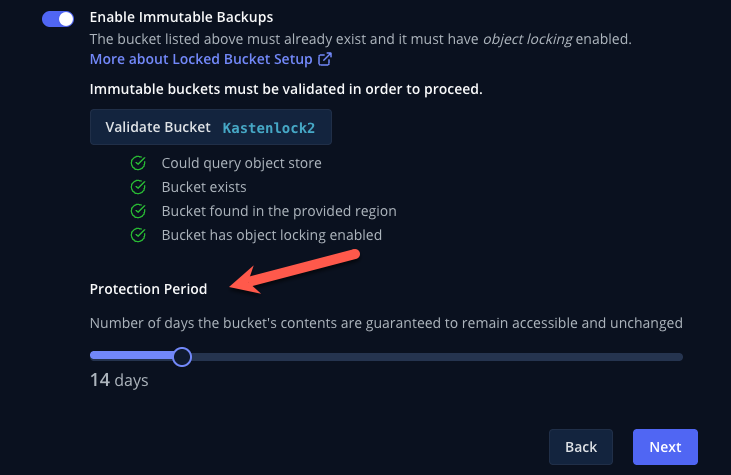 Enable Immutable Backups
The bucket listed above must already exist and it must have object locking enabled.
More about Locked Bucket Setup
Immutable buckets must be validated in order to proceed.
Validate Bucket Kastenlock2
Could query object store
Bucket exists
Bucket found in the provided region
Bucket has object locking enabled
Protection Period
Number of days the bucket's contents are guaranteed to remain accessible and unchanged
14 days
Back Next